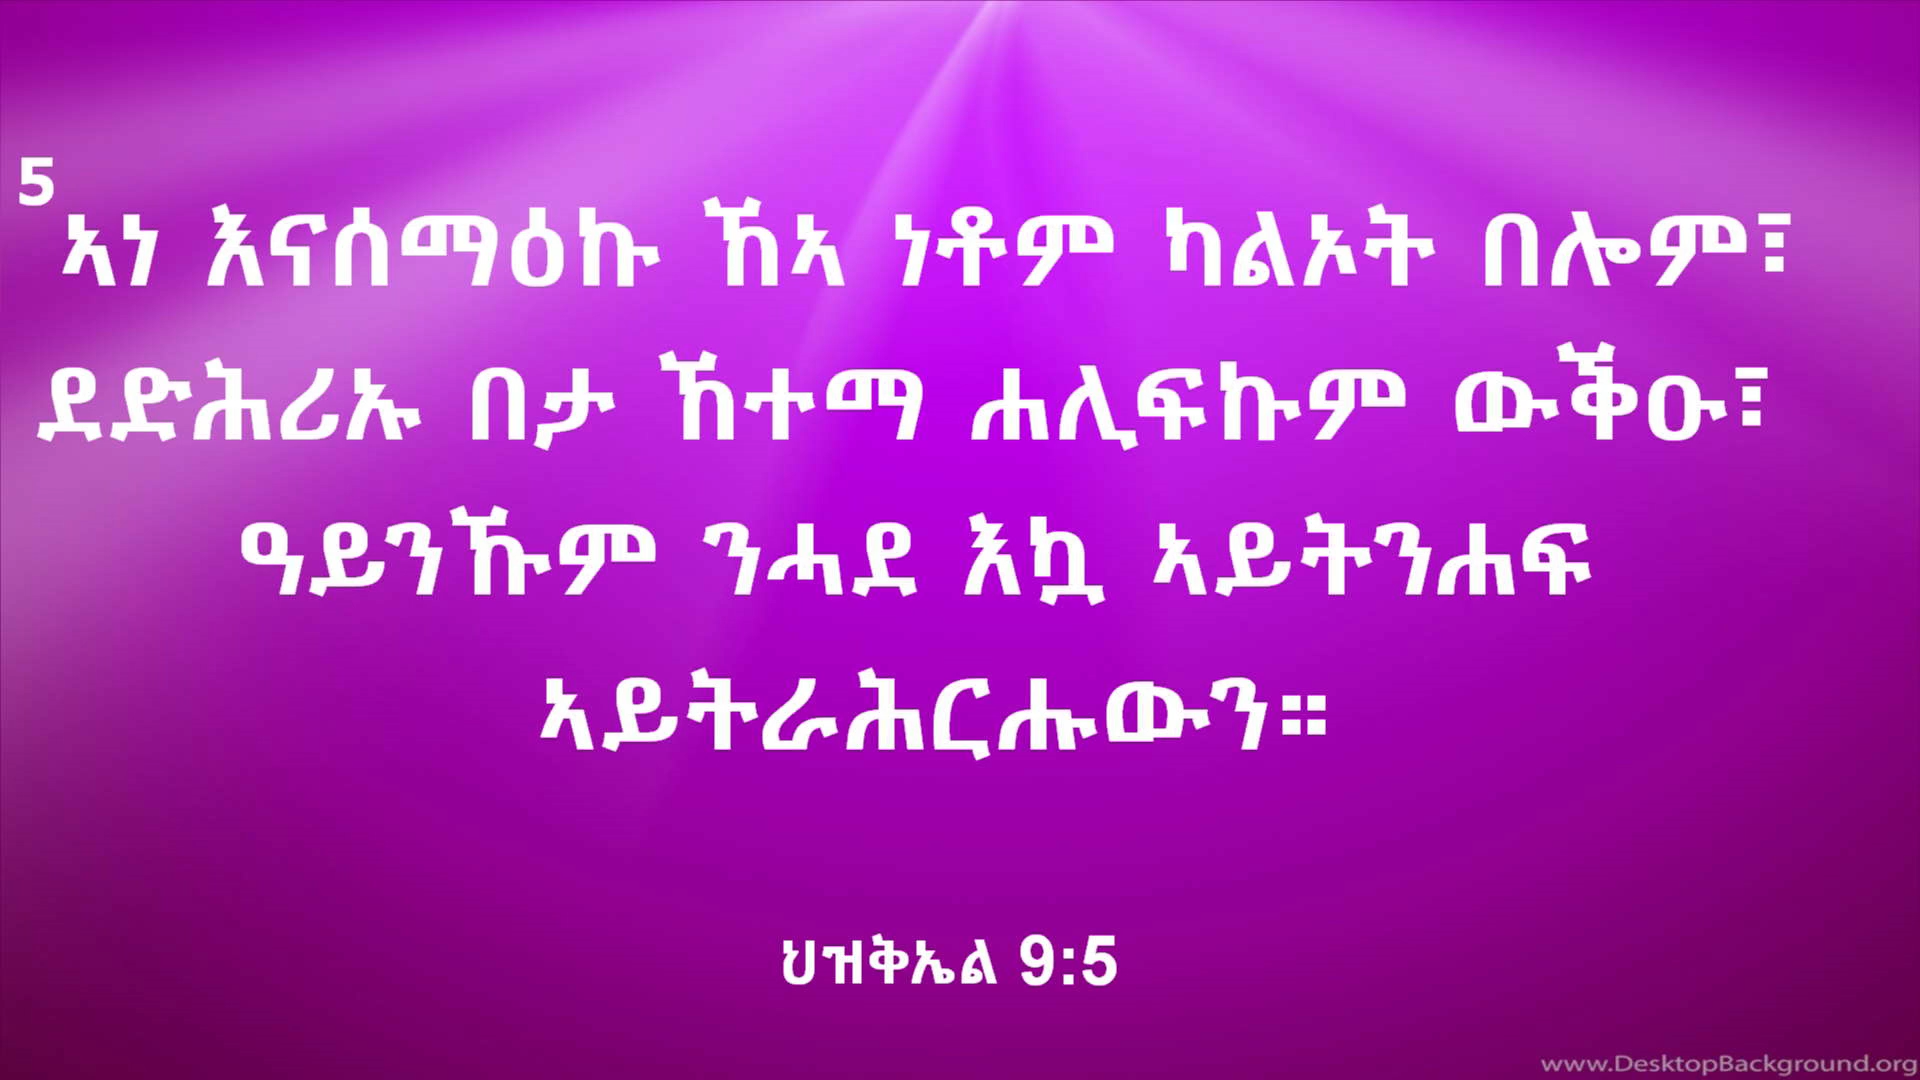 5
ኣነ እናሰማዕኩ ኸኣ ነቶም ካልኦት በሎም፣
ደድሕሪኡ በታ ኸተማ ሐሊፍኩም ውቕዑ፣
ዓይንኹም ንሓደ እኳ ኣይትንሐፍ
ኣይትራሕርሑውን።
ህዝቅኤል 9:5
www.DesktopBackground.org